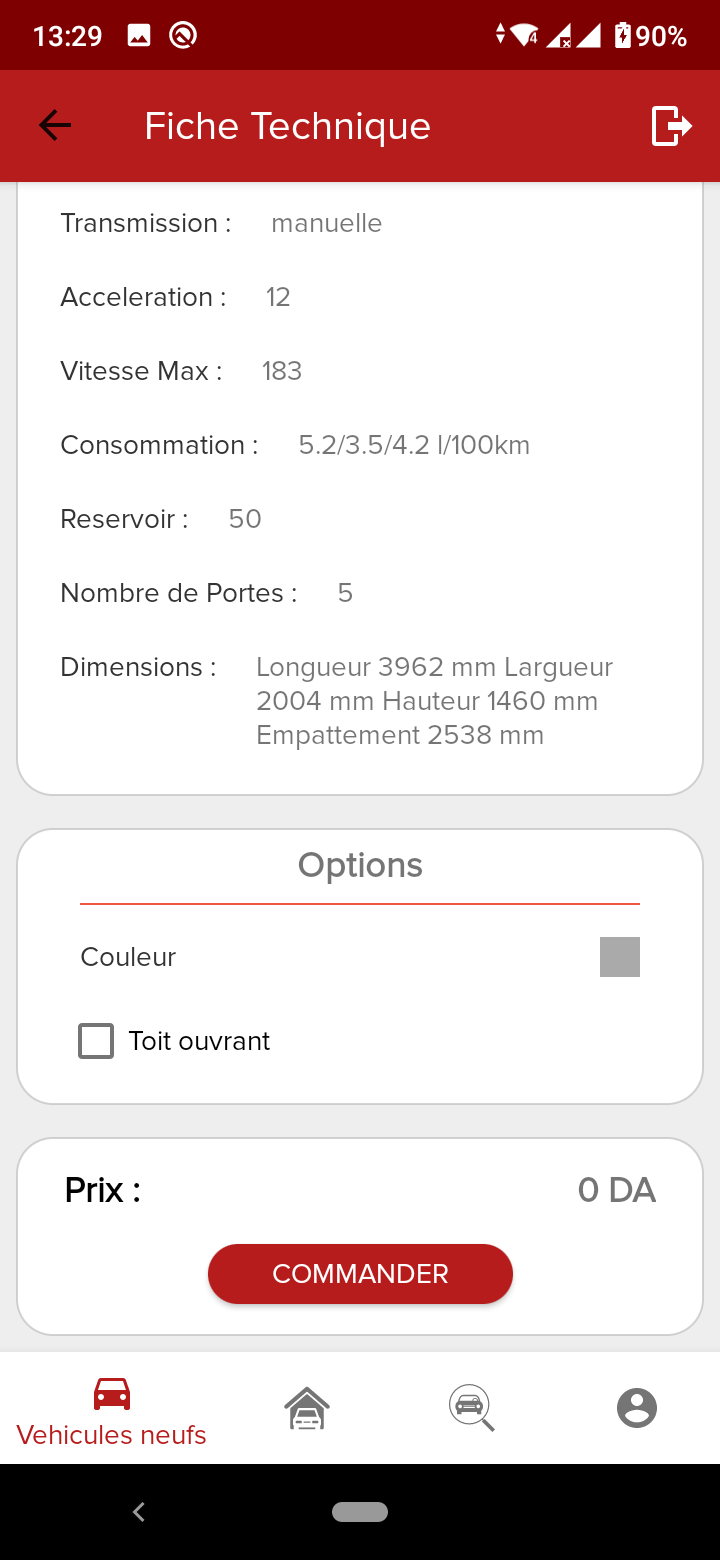 13:29
4
90%
Fiche Technique
Transmission : manuelle
Acceleration : 12
Vitesse Max : 183
Consommation : 5.2/3.5/4.2 l/100km
Reservoir : 50
Nombre de Portes : 5
Dimensions : Longueur 3962 mm Largueur
2004 mm Hauteur 1460 mm
Empattement 2538 mm
Options
Couleur
Toit ouvrant
Prix : 0 DA
COMMANDER
Vehicules neufs